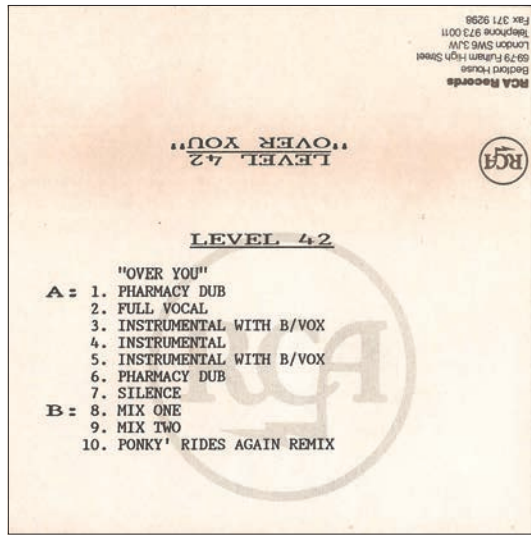 RCA Records
Bedford House
69-79 Fulham High Street
London SW6 3JW
Telephone 973 0011
Fax 371 9298
RCA
LEVEL 42
"OVER YOU"
LEVEL 42
"OVER YOU"
A: 1. PHARMACY DUB
2. FULL VOCAL
3. INSTRUMENTAL WITH B/VOX
4. INSTRUMENTAL
5. INSTRUMENTAL WITH B/VOX
6. PHARMACY DUB
7. SILENCE
B: 8. MIX ONE
9. MIX TWO
10. PONKY' RIDES AGAIN REMIX
RCA